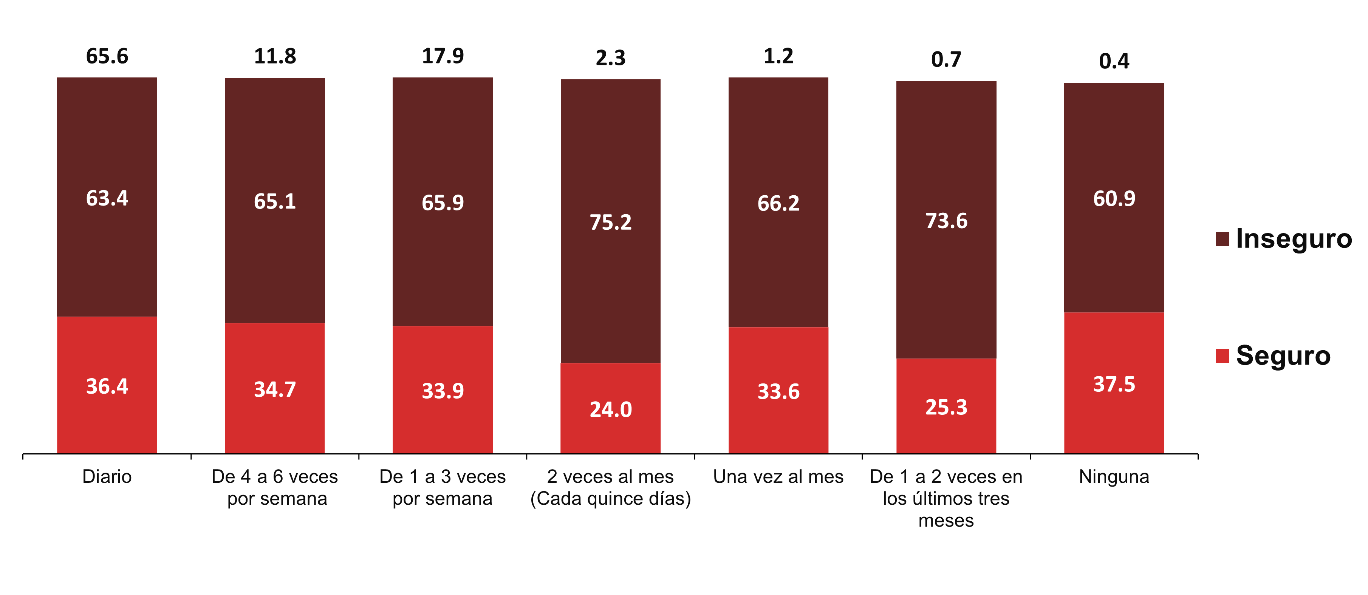 65.6 11.8 17.9 2.3 1.2 0.7 0.4
63.4 65.1 65.9 75.2 66.2 73.6 60.9
Inseguro
Seguro
36.4 34.7 33.9 24.0 33.6 25.3 37.5
Diario
De 4 a 6 veces
por semana
De 1 a 3 veces
por semana
2 veces al mes
(Cada quince días)
Una vez al mes
De 1 a 2 veces en
los últimos tres
meses
Ninguna